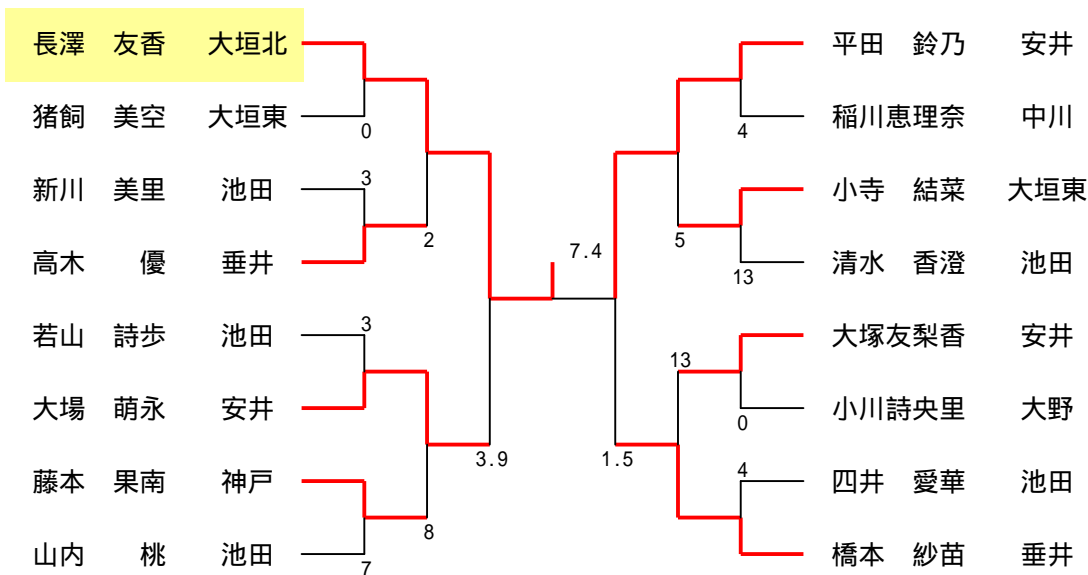 長澤 友香 大垣北
猪飼 美空 大垣東
0
新川 美里 池田
3
高木 優 垂井
2
若山 詩歩 池田
3
大場 萌永 安井
3.9
藤本 果南 神戸
8
山内 桃 池田
7
7.4
平田 鈴乃 安井
稲川恵理奈 中川
4
小寺 結菜 大垣東
5
清水 香澄 池田
13
大塚友梨香 安井
13
小川詩央里 大野
0
1.5
四井 愛華 池田
4
橋本 紗苗 垂井